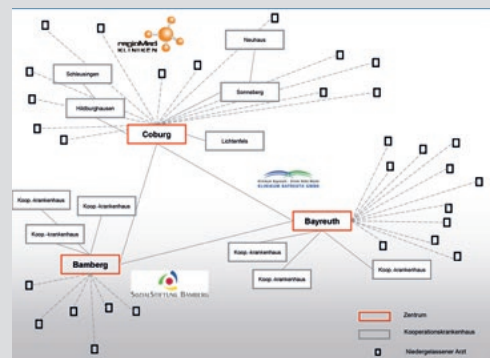 regioMed
KLINIKEN
Neuhaus
Schleusingen
Sonneberg
Hildburghausen
Coburg
Lichtenfels
KLINIKUM BAYREUTH GMBH
Koop.-Krankenhaus
Koop.-Krankenhaus
Koop.-Krankenhaus
Bayreuth
Koop.-Krankenhaus
Bamberg
Koop.-Krankenhaus
Koop.-Krankenhaus
SOZIALSTIFTUNG BAMBERG
Zentrum
Kooperationskrankenhaus
Niedergelassener Arzt